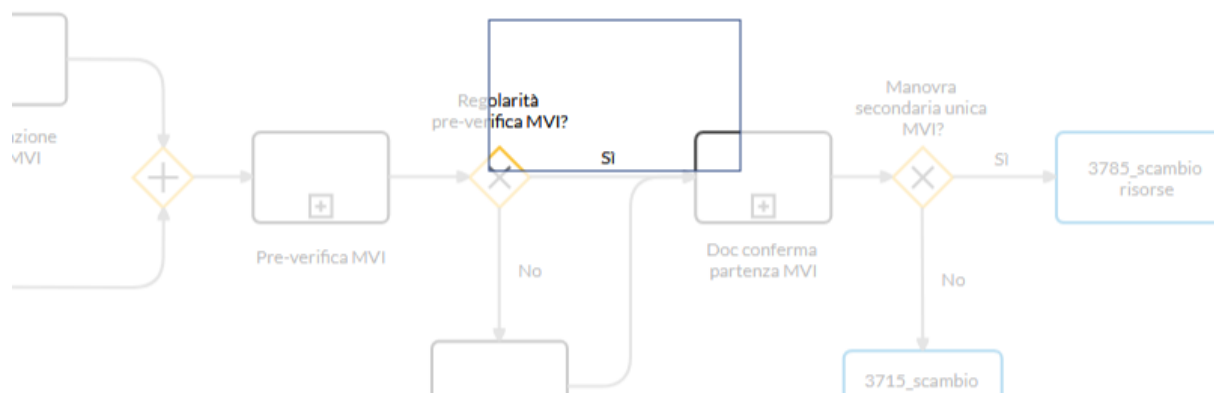 azione
MVI
Pre-verifica MVI
Regolarità
pre-verifica MVI?
Sì
No
Doc conferma
partenza MVI
Manovra
secondaria unica
MVI?
Sì
3785_scambio
risorse
No
3715_scambio